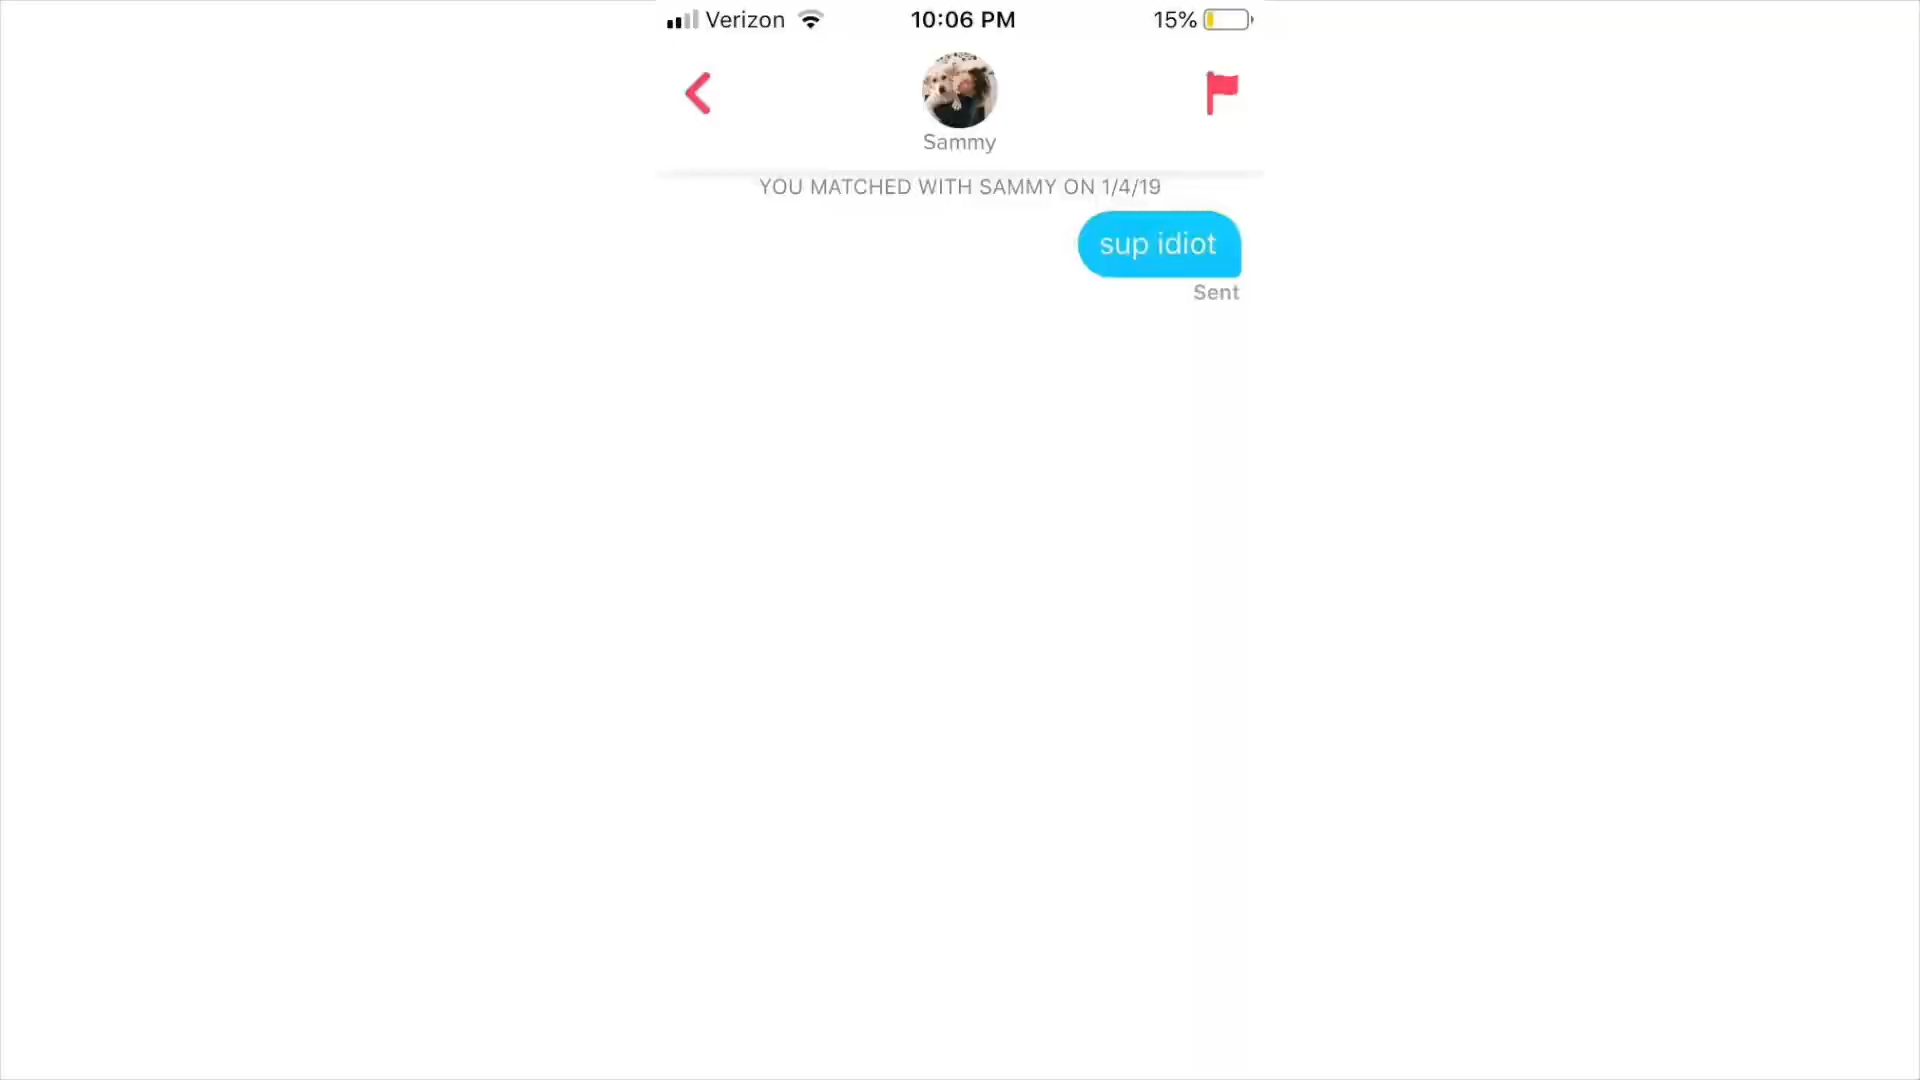 Verizon 10:06 PM 15%
Sammy
YOU MATCHED WITH SAMMY ON 1/4/19
sup idiot
Sent